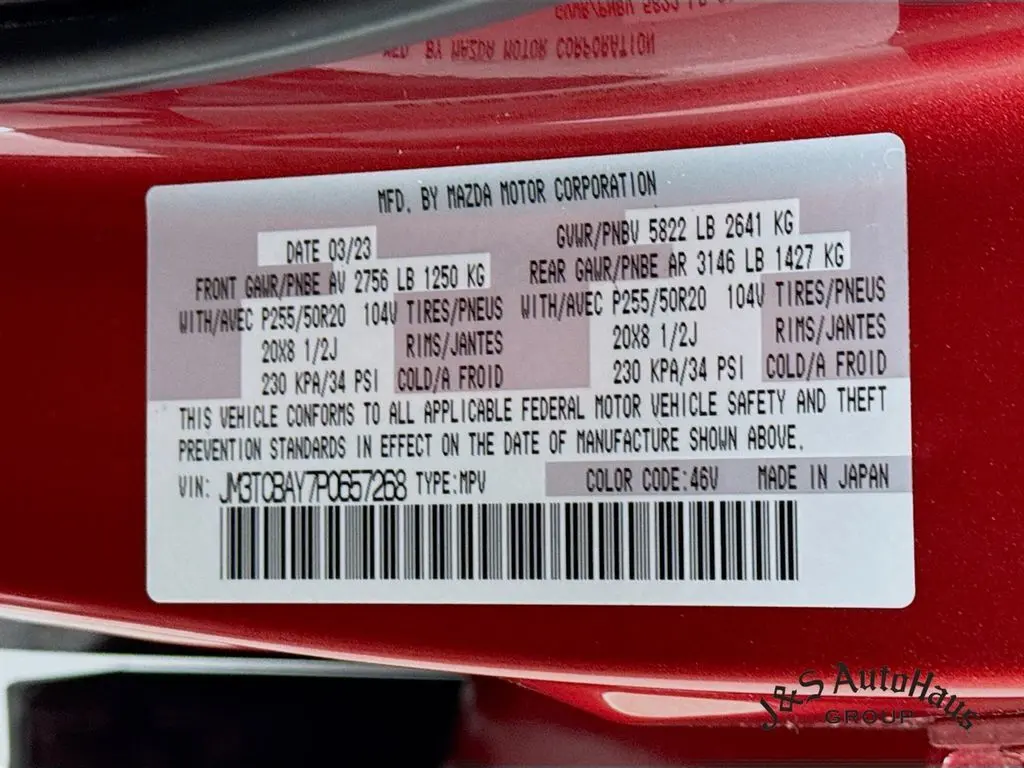 MFD. BY MAZDA MOTOR CORPORATION
DATE 03/23 GVWR/PNBV 5822 LB 2641 KG
FRONT GAWR/PNBE AV 2756 LB 1250 KG REAR GAWR/PNBE AR 3146 LB 1427 KG
WITH/AVEC P255/50R20 104V TIRES/PNEUS WITH/AVEC P255/50R20 104V TIRES/PNEUS
20X8 1/2J RIMS/JANTES 20X8 1/2J RIMS/JANTES
230 KPA/34 PSI COLD/A FROID 230 KPA/34 PSI COLD/A FROID
THIS VEHICLE CONFORMS TO ALL APPLICABLE FEDERAL MOTOR VEHICLE SAFETY AND THEFT
PREVENTION STANDARDS IN EFFECT ON THE DATE OF MANUFACTURE SHOWN ABOVE.
VIN: JM3TCBAY7P0657268 TYPE:MPV COLOR CODE:46V MADE IN JAPAN
J&S AutoHaus
GROUP